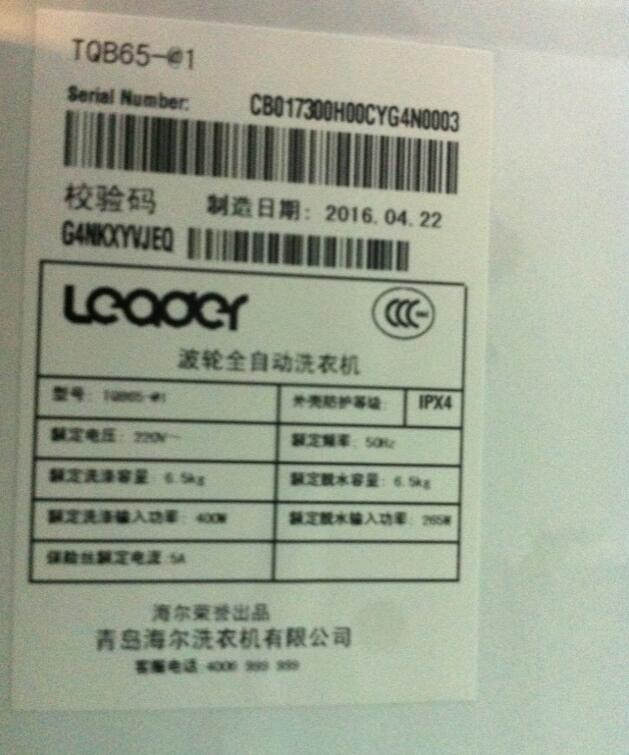 TQB65-@1
Serial Number: CB017300H00CYG4N0003
校验码 制造日期: 2016.04.22
G4NKXYVJEQ
Leader
CCC
波轮全自动洗衣机
型号: TQB65-@1 外壳防护等级: IPX4
额定电压: 220V~ 额定频率: 50Hz
额定洗涤容量: 6.5kg 额定脱水容量: 6.5kg
额定洗涤输入功率: 400W 额定脱水输入功率: 265W
保险丝额定电流:5A
海尔荣誉出品
青岛海尔洗衣机有限公司
客服电话:4006 999 999